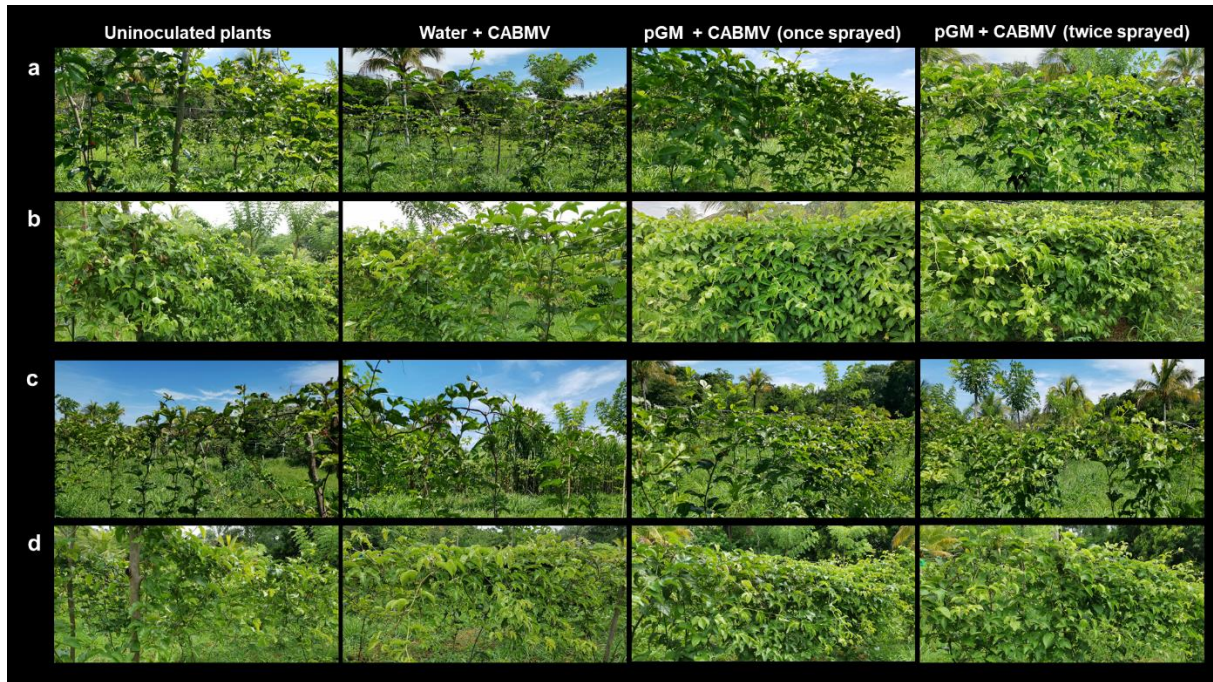 Uninoculated plants
Water + CABMV
pGM + CABMV (once sprayed)
pGM + CABMV (twice sprayed)
a
b
c
d